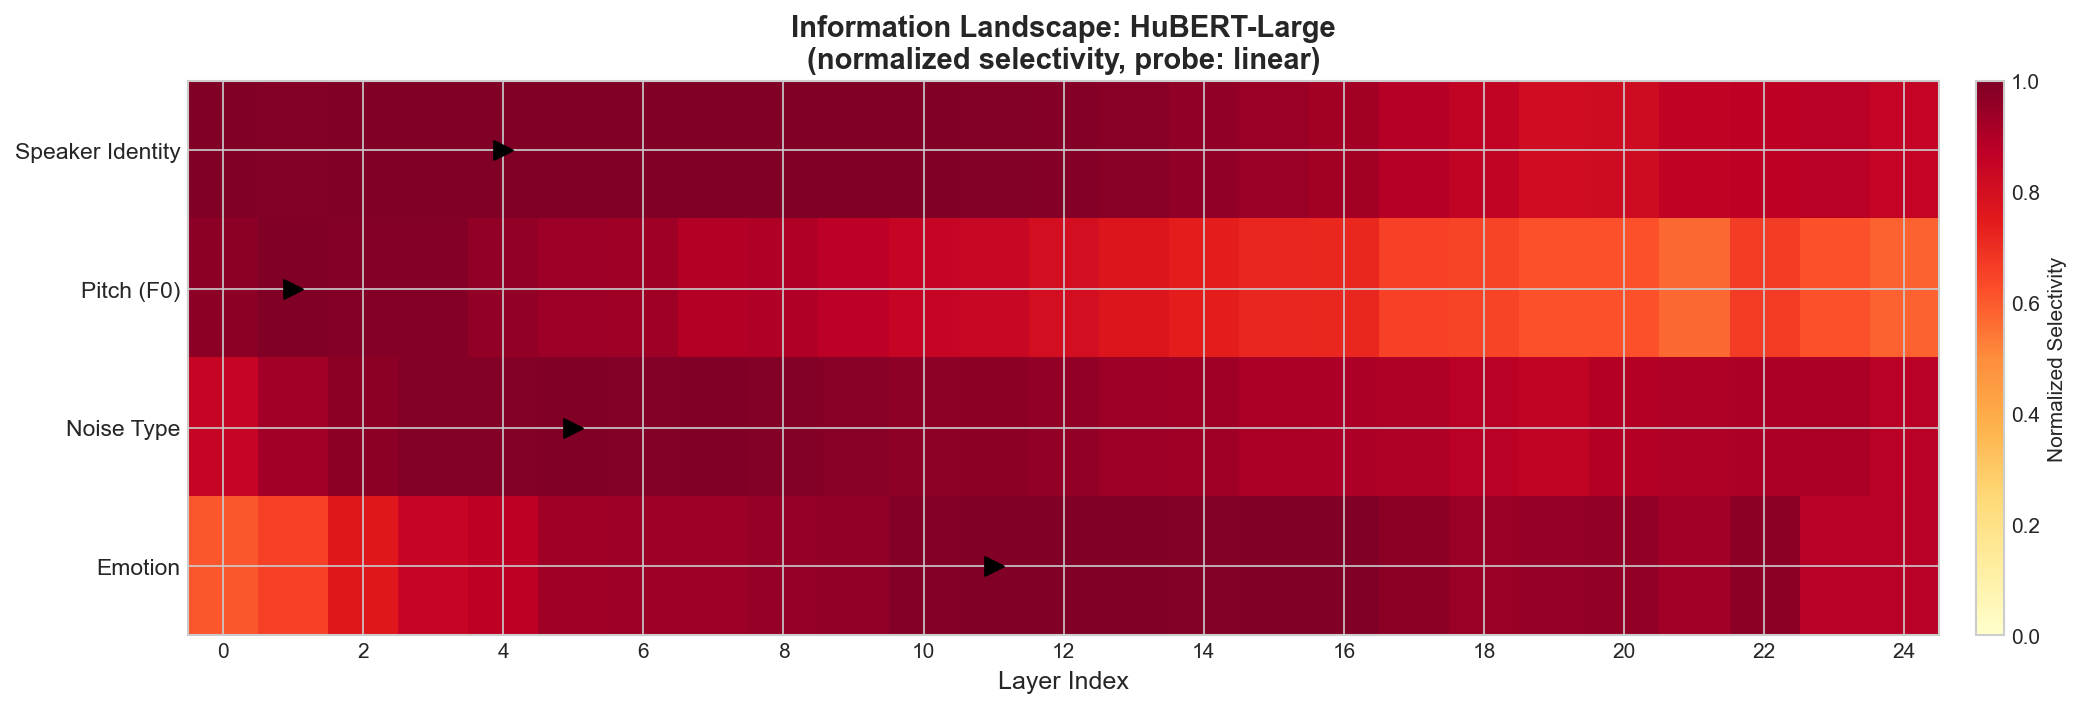 Information Landscape: HuBERT-Large
(normalized selectivity, probe: linear)
Speaker Identity
Pitch (F0)
Noise Type
Emotion
0 2 4 6 8 10 12 14 16 18 20 22 24
Layer Index
1.0
0.8
0.6
0.4
0.2
0.0
Normalized Selectivity